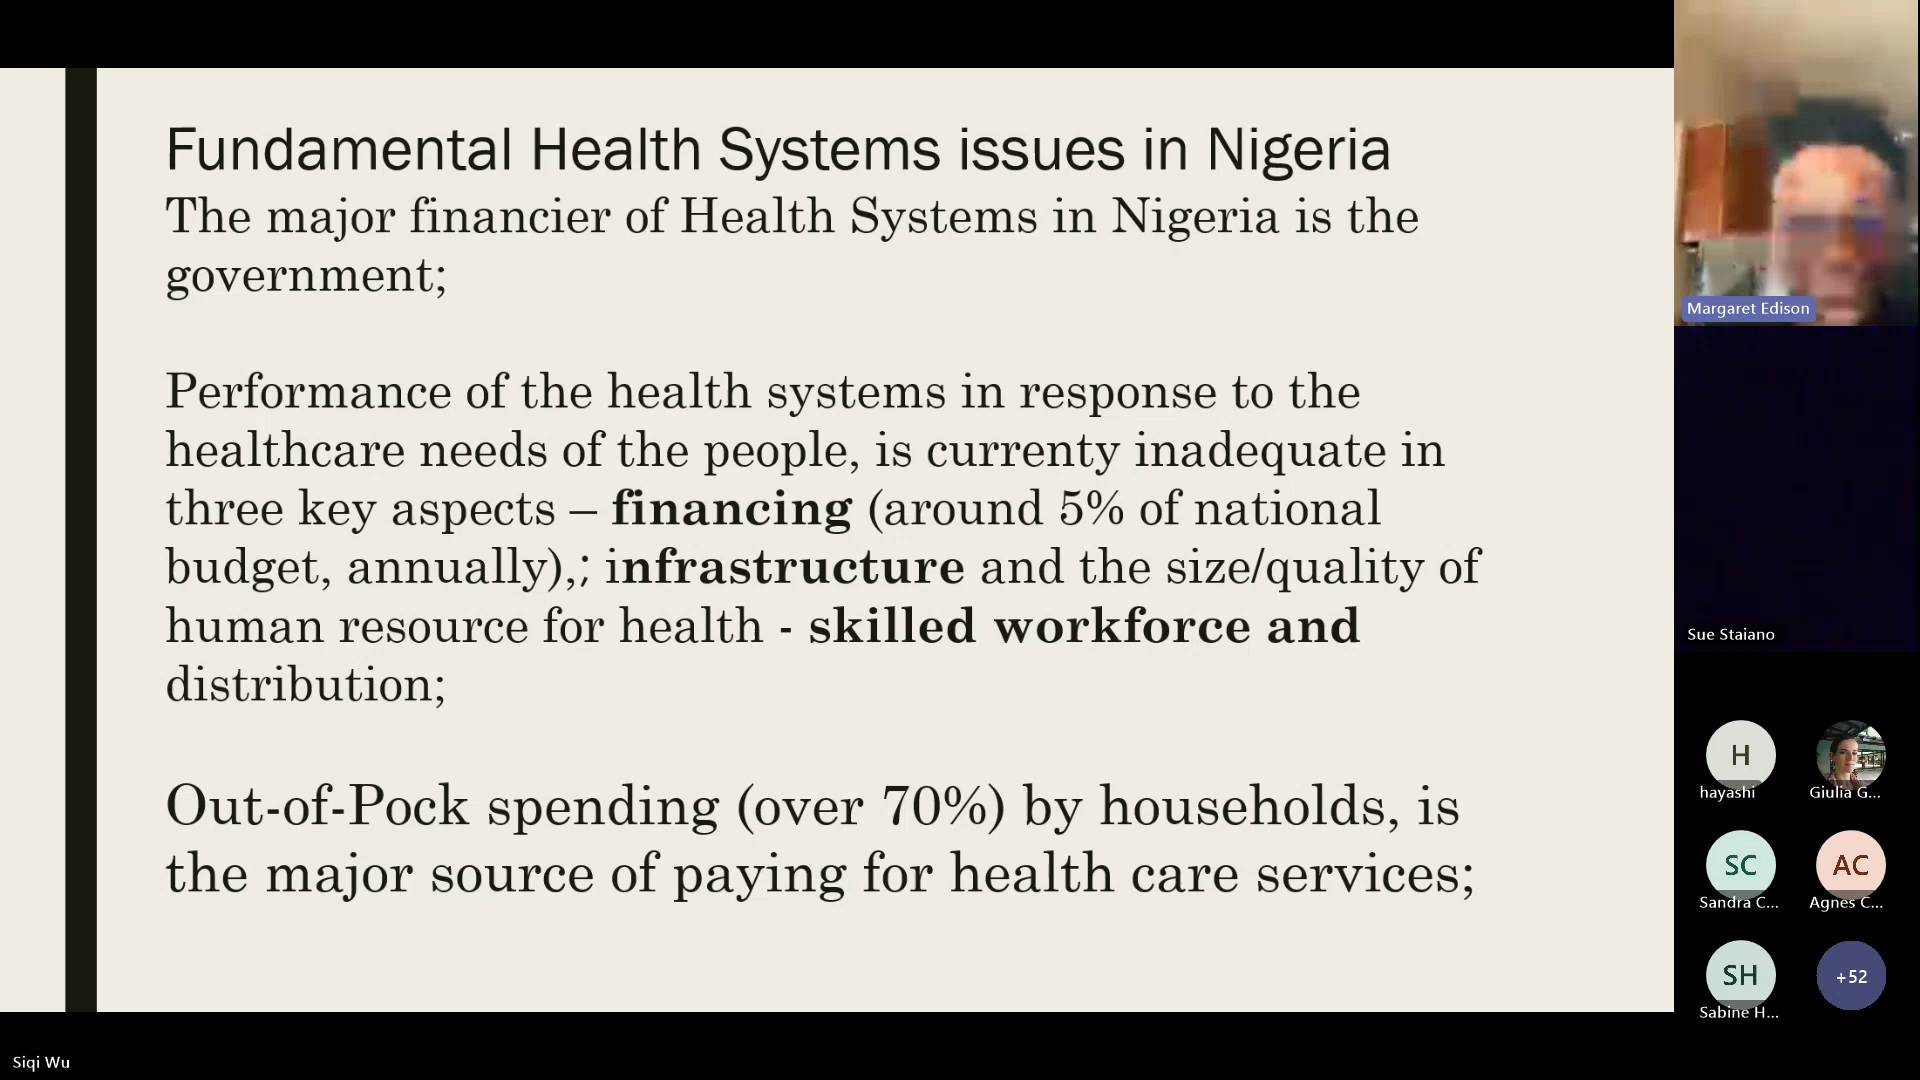 Fundamental Health Systems issues in Nigeria
The major financier of Health Systems in Nigeria is the
government;
Performance of the health systems in response to the
healthcare needs of the people, is currenty inadequate in
three key aspects – financing (around 5% of national
budget, annually),; infrastructure and the size/quality of
human resource for health - skilled workforce and
distribution;
Out-of-Pock spending (over 70%) by households, is
the major source of paying for health care services;
Margaret Edison
Sue Staiano
H
hayashi
Giulia G...
SC
Sandra C...
AC
Agnes C...
SH
Sabine H...
+52
Siqi Wu